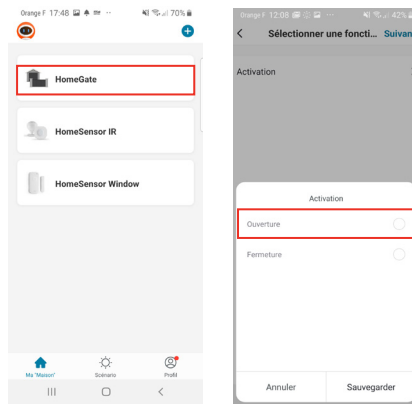 Orange F 17:48 70%
HomeGate
HomeSensor IR
HomeSensor Window
Ma "Maison"
Scénario
Profil
Orange F 12:08 42%
Sélectionner une foncti... Suivan
Activation
Activation
Ouverture
Fermeture
Annuler
Sauvegarder